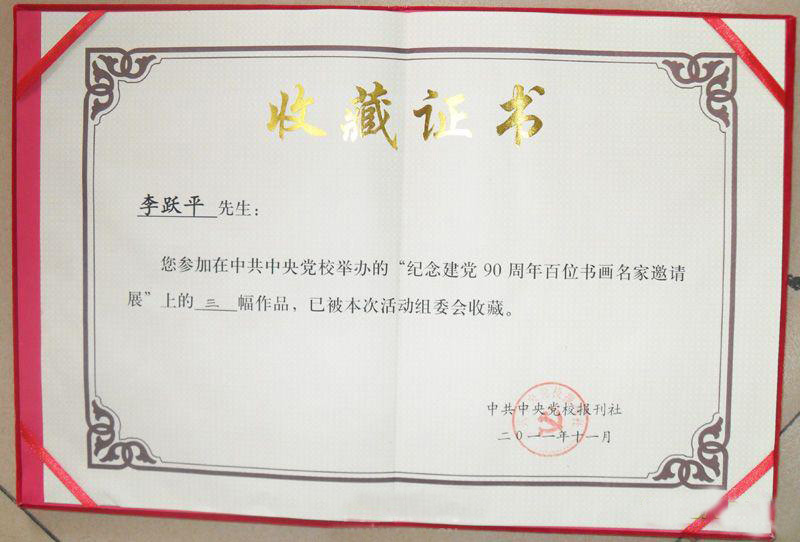 收藏证书
李跃平 先生：
您参加在中共中央党校举办的“纪念建党90周年百位书画名家邀请
展”上的 三 幅作品，已被本次活动组委会收藏。
中共中央党校报刊社
二〇一一年十一月